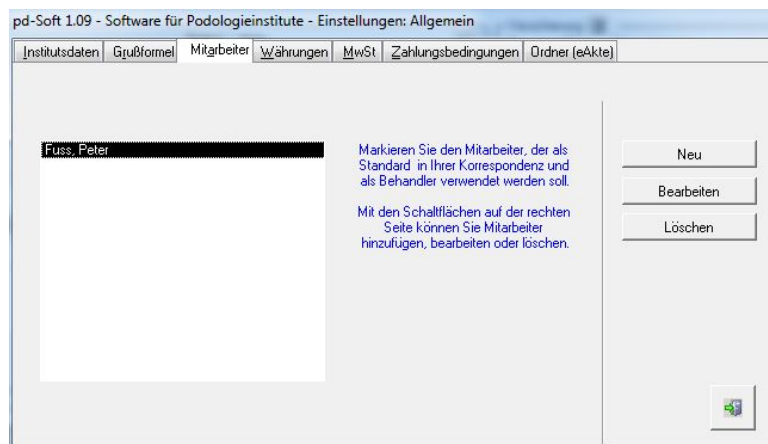 pd-Soft 1.09 - Software für Podologieinstitute - Einstellungen: Allgemein
Institutsdaten Grußformel Mitarbeiter Währungen MwSt Zahlungsbedingungen Ordner (eAkte)
Fuss, Peter
Markieren Sie den Mitarbeiter, der als
Standard in Ihrer Korrespondenz und
als Behandler verwendet werden soll.
Mit den Schaltflächen auf der rechten
Seite können Sie Mitarbeiter
hinzufügen, bearbeiten oder löschen.
Neu
Bearbeiten
Löschen